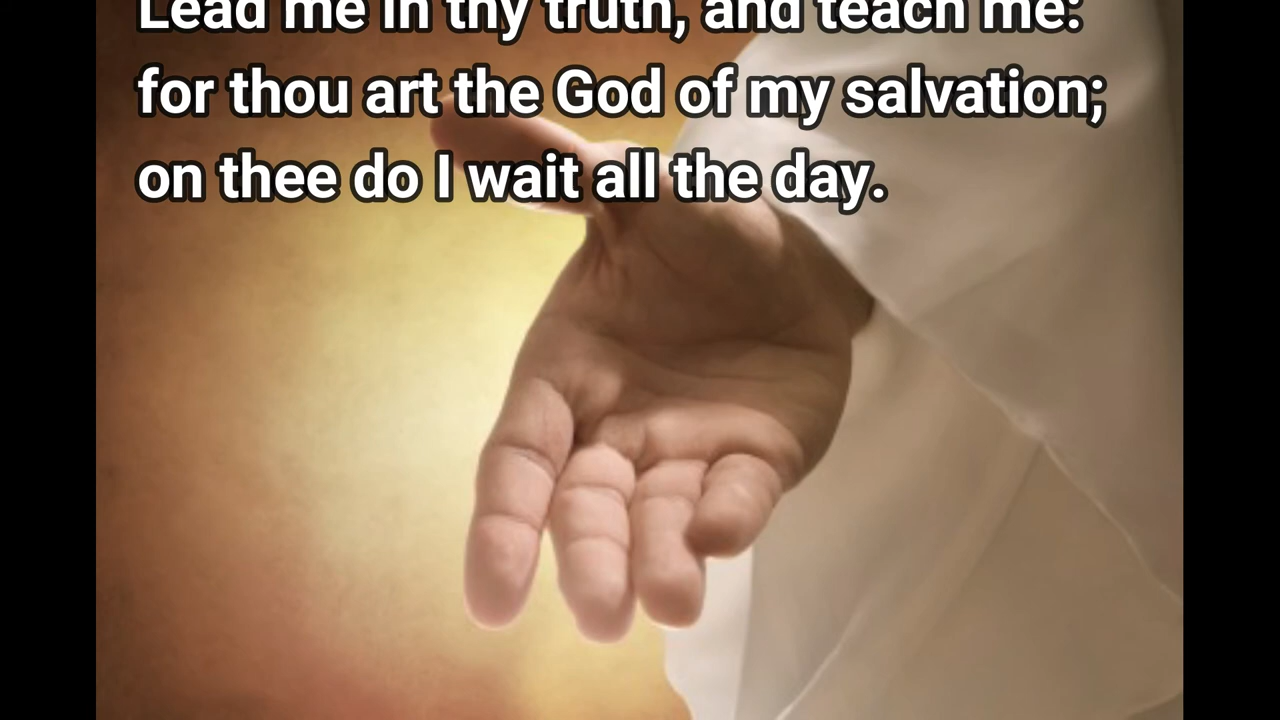 Lead me in thy truth, and teach me:
for thou art the God of my salvation;
on thee do I wait all the day.